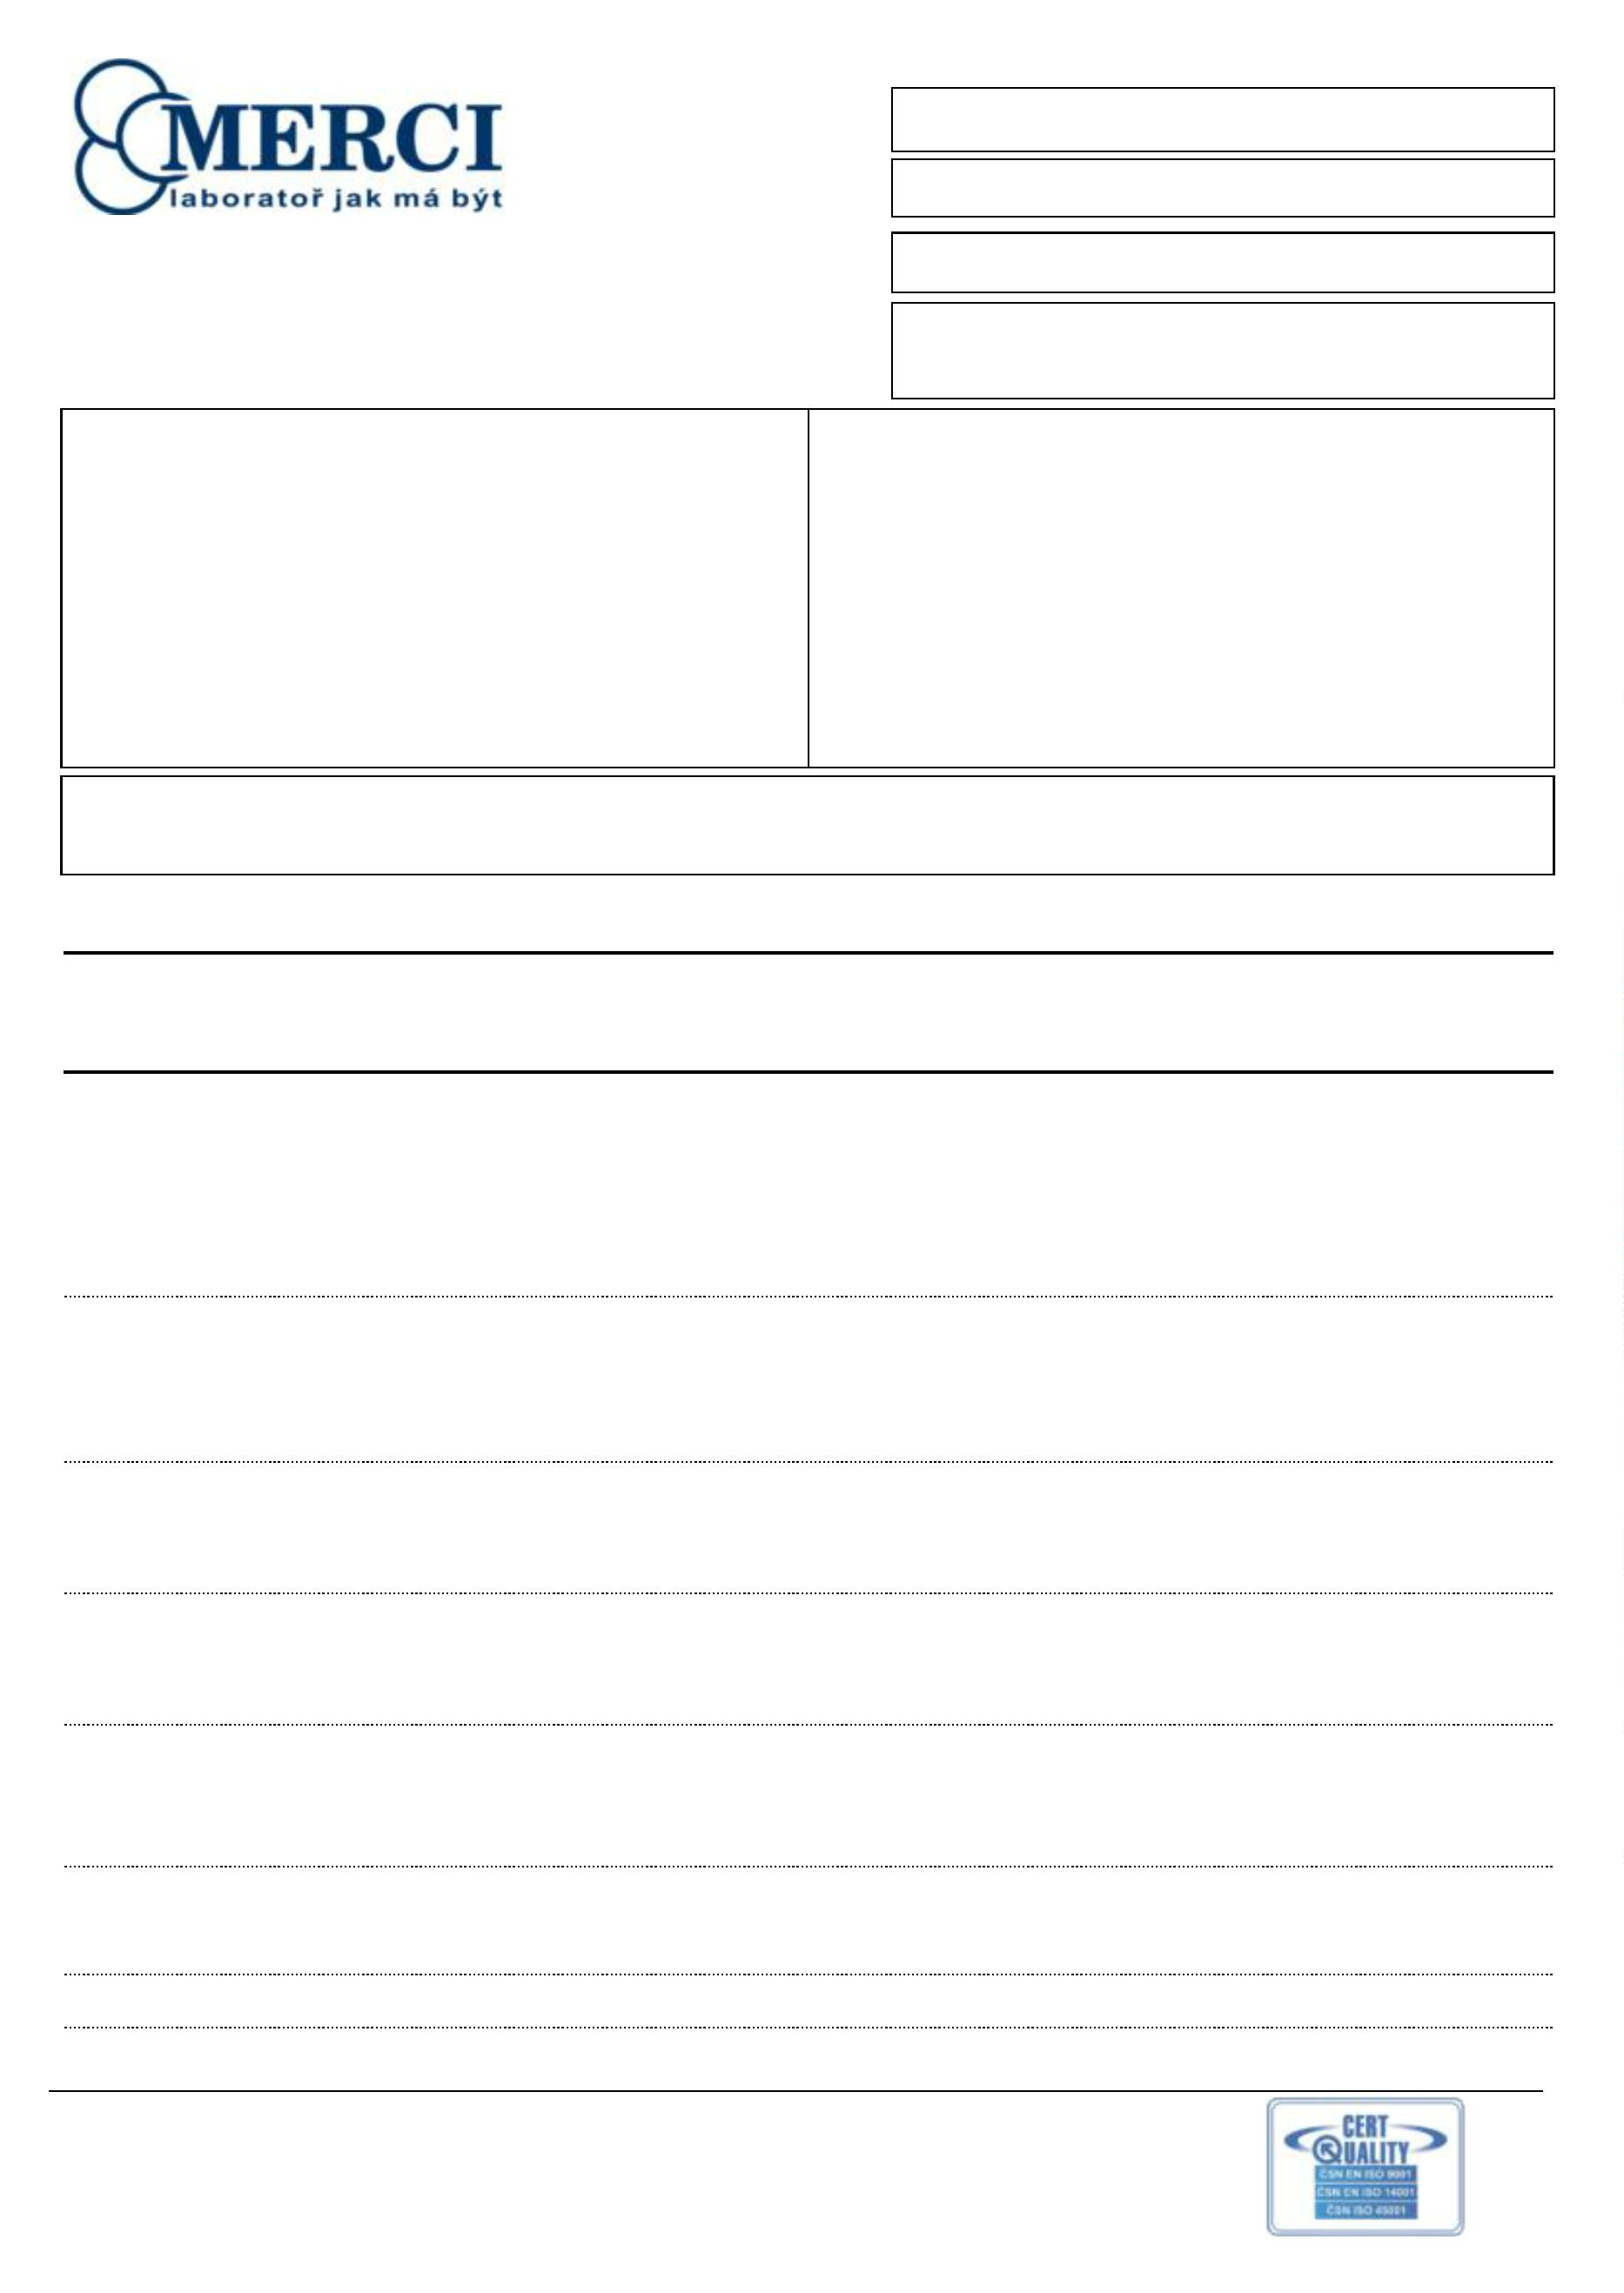 MERCI
laboratoř jak má být
CERT
QUALITY
ČSN EN ISO 9001
ČSN EN ISO 14001
ČSN ISO 45001